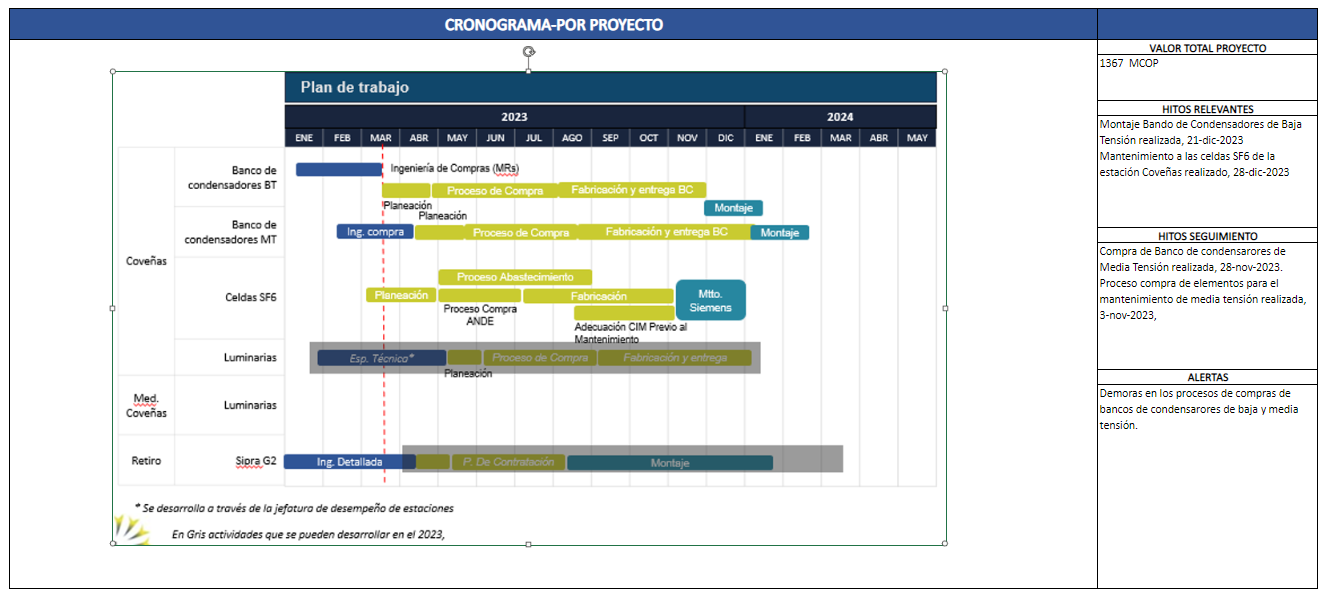 CRONOGRAMA-POR PROYECTO
Plan de trabajo
2023
2024
ENE FEB MAR ABR MAY JUN JUL AGO SEP OCT NOV DIC ENE FEB MAR ABR MAY
Coveñas
Banco de
condensadores BT
Ingeniería de Compras (MRs)
Proceso de Compra
Fabricación y entrega BC
Planeación
Montaje
Banco de
condensadores MT
Planeación
Ing. compra
Proceso de Compra
Fabricación y entrega BC
Montaje
Celdas SF6
Proceso Abastecimiento
Planeación
Fabricación
Mtto.
Siemens
Proceso Compra
ANDE
Adecuación CIM Previo al
Mantenimiento
Luminarias
Esp. Técnica*
Proceso de Compra
Fabricación y entrega
Planeación
Med.
Coveñas
Luminarias
Retiro
Sipra G2
Ing. Detallada
P. De Contratación
Montaje
* Se desarrolla a través de la jefatura de desempeño de estaciones
En Gris actividades que se pueden desarrollar en el 2023,
VALOR TOTAL PROYECTO
1367 MCOP
HITOS RELEVANTES
Montaje Bando de Condensadores de Baja
Tensión realizada, 21-dic-2023
Mantenimiento a las celdas SF6 de la
estación Coveñas realizado, 28-dic-2023
HITOS SEGUIMIENTO
Compra de Banco de condensarores de
Media Tensión realizada, 28-nov-2023.
Proceso compra de elementos para el
mantenimiento de media tensión realizada,
3-nov-2023,
ALERTAS
Demoras en los procesos de compras de
bancos de condensarores de baja y media
tensión.